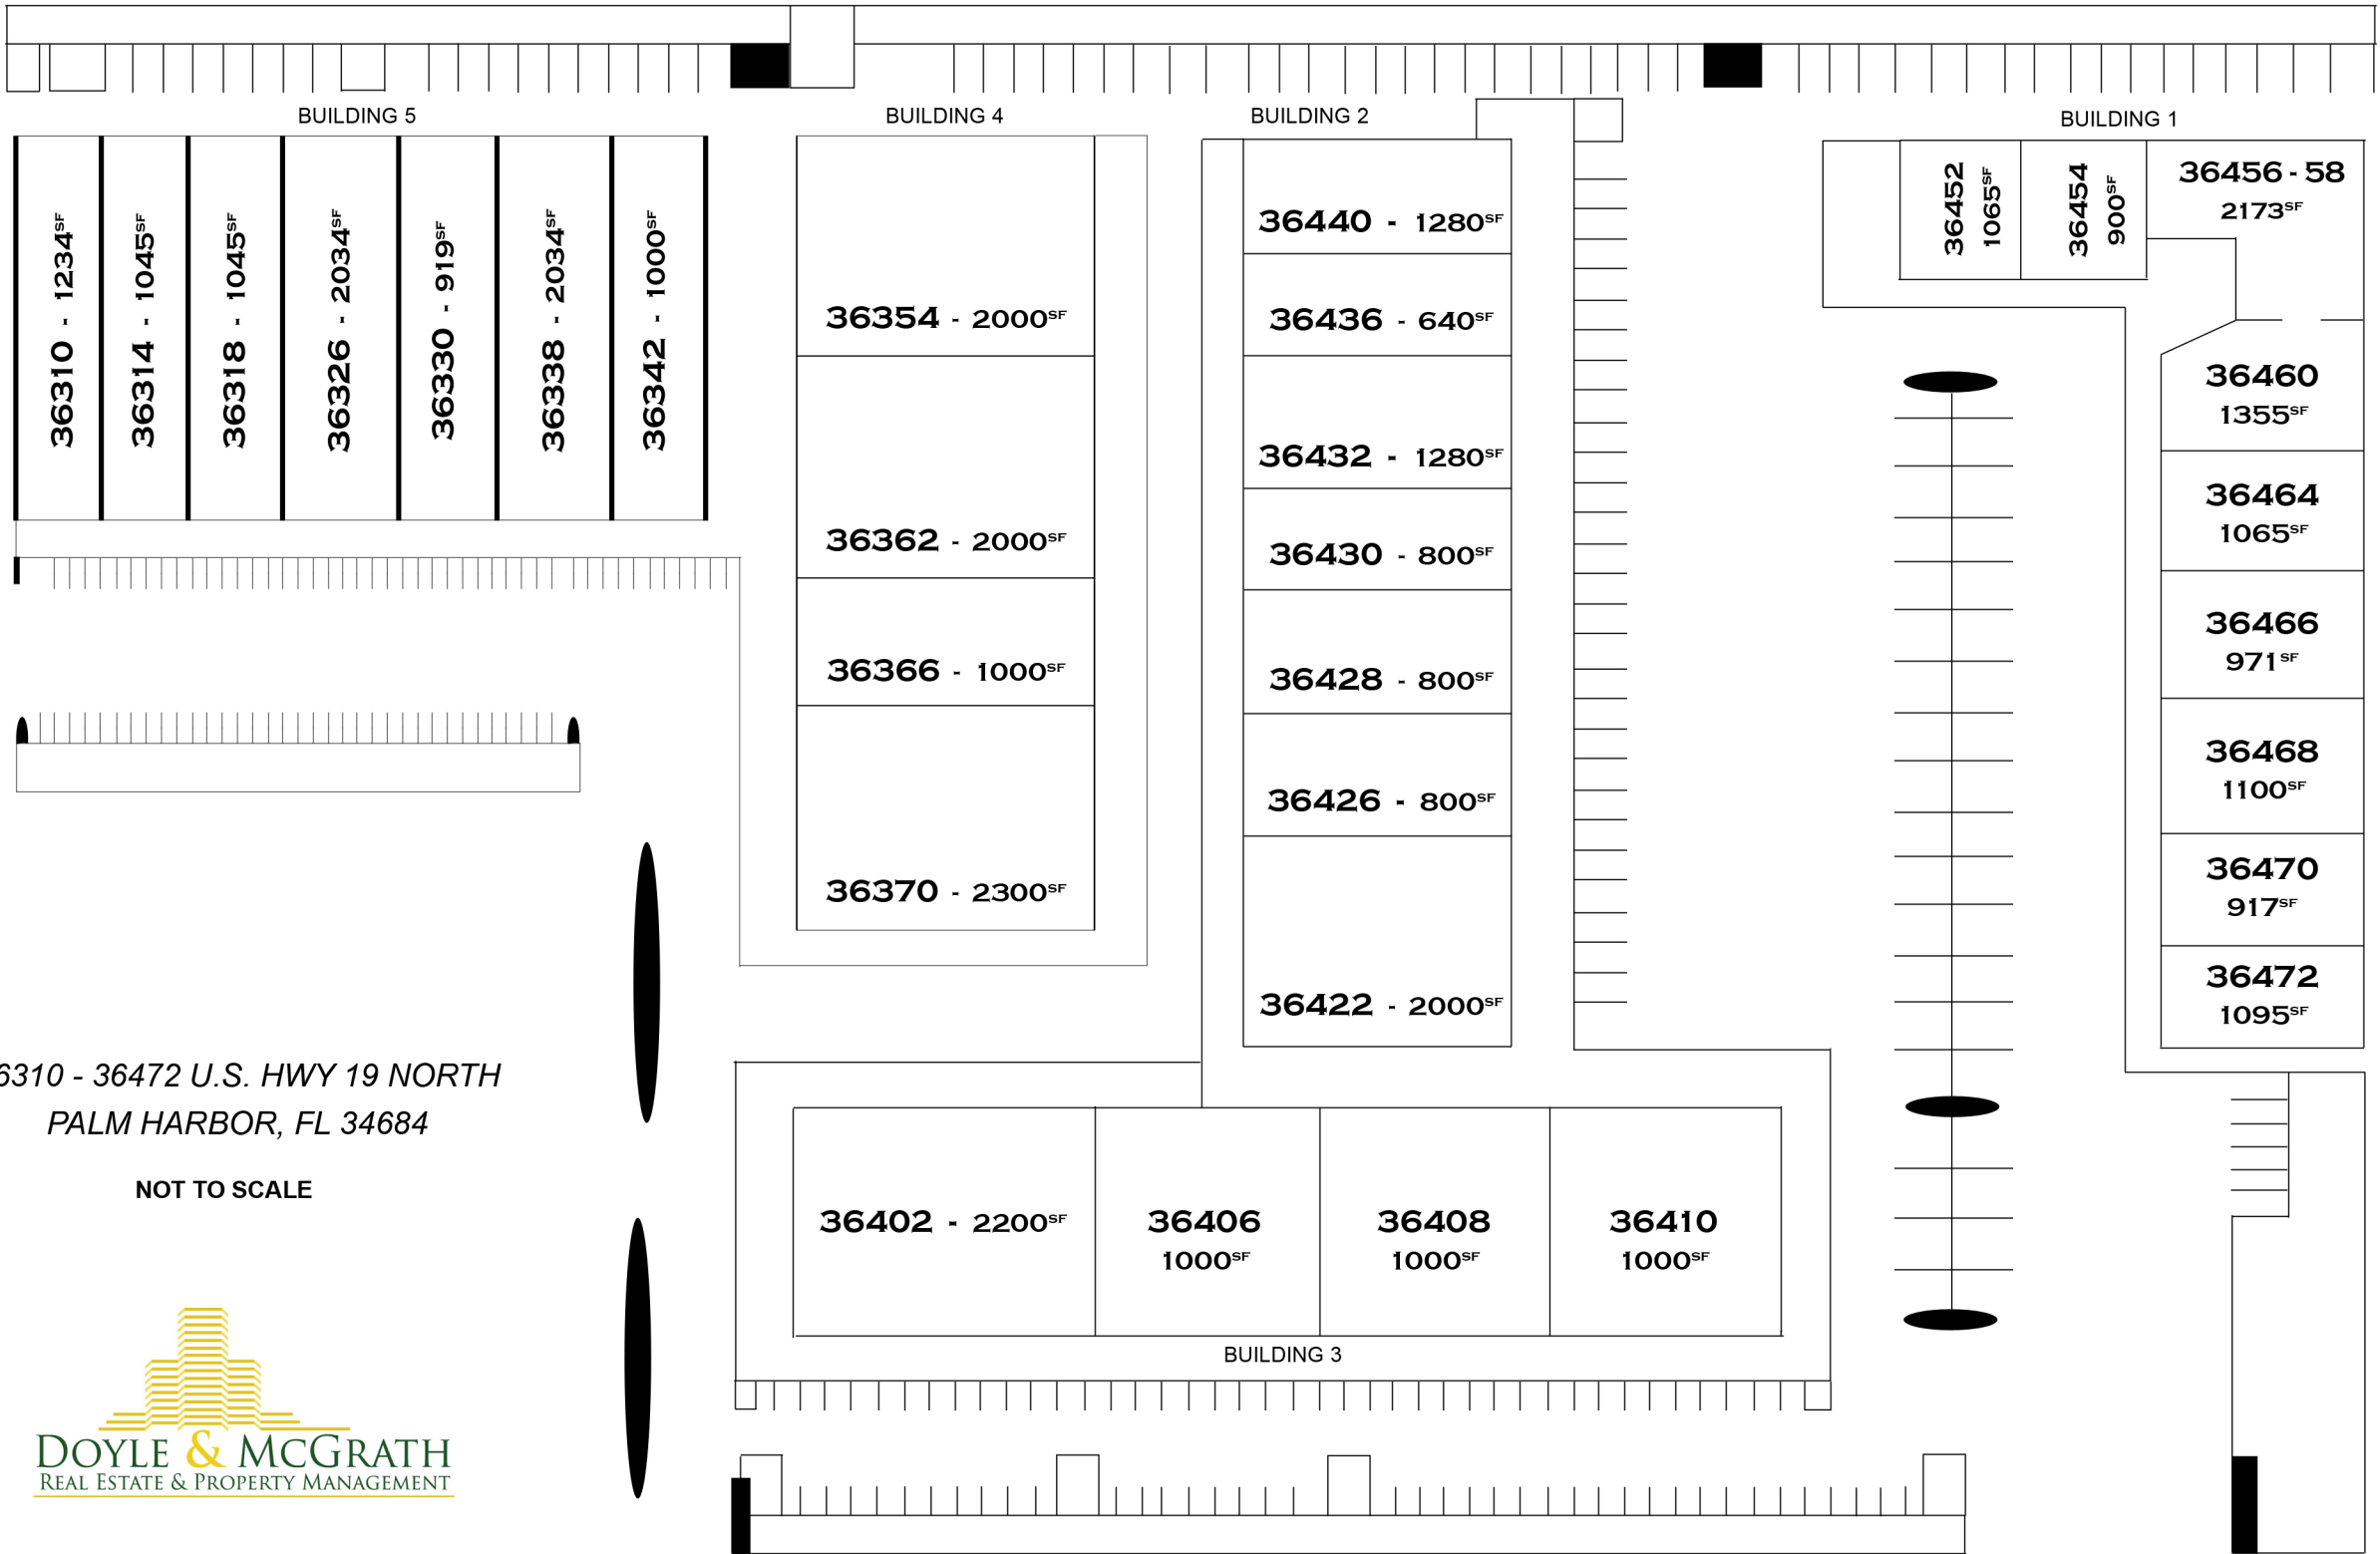 BUILDING 5
36310 - 1234SF
36314 - 1045SF
36318 - 1045SF
36326 - 2034SF
36330 - 919SF
36338 - 2034SF
36342 - 1000SF
BUILDING 4
36354 - 2000SF
36362 - 2000SF
36366 - 1000SF
36370 - 2300SF
BUILDING 2
36440 - 1280SF
36436 - 640SF
36432 - 1280SF
36430 - 800SF
36428 - 800SF
36426 - 800SF
36422 - 2000SF
BUILDING 1
36452
1065SF
36454
900SF
36456 - 58
2173SF
36460
1355SF
36464
1065SF
36466
971SF
36468
1100SF
36470
917SF
36472
1095SF
36402 - 2200SF
36406
1000SF
36408
1000SF
36410
1000SF
BUILDING 3
6310 - 36472 U.S. HWY 19 NORTH
PALM HARBOR, FL 34684
NOT TO SCALE
DOYLE & MCGRATH
REAL ESTATE & PROPERTY MANAGEMENT